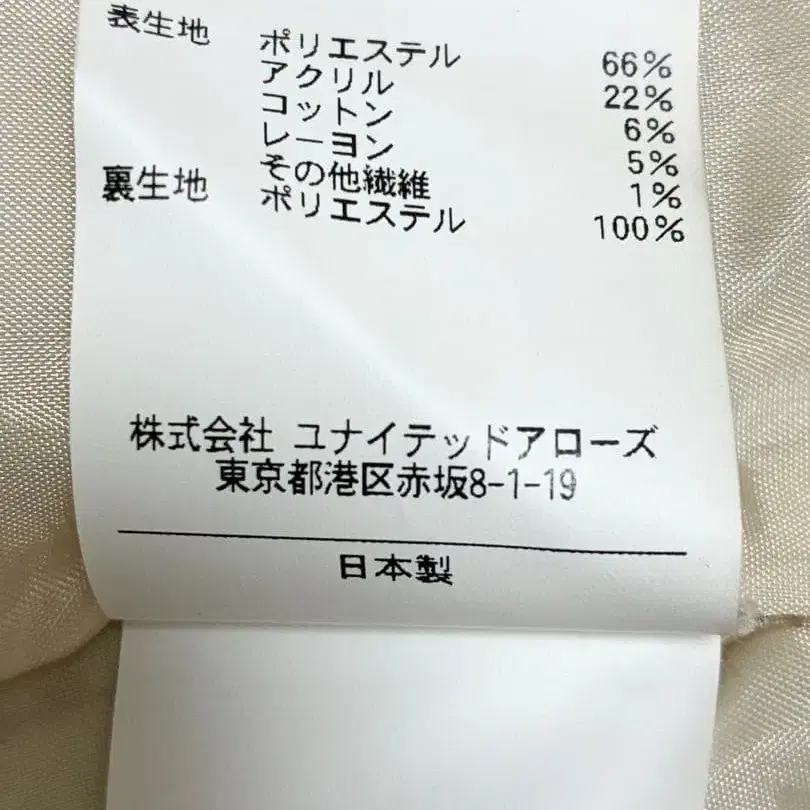 表生地 ポリエステル 66%
アクリル 22%
コットン 6%
レーヨン 5%
その他繊維 1%
裏生地 ポリエステル 100%
株式会社 ユナイテッドアローズ
東京都港区赤坂8-1-19
日本製